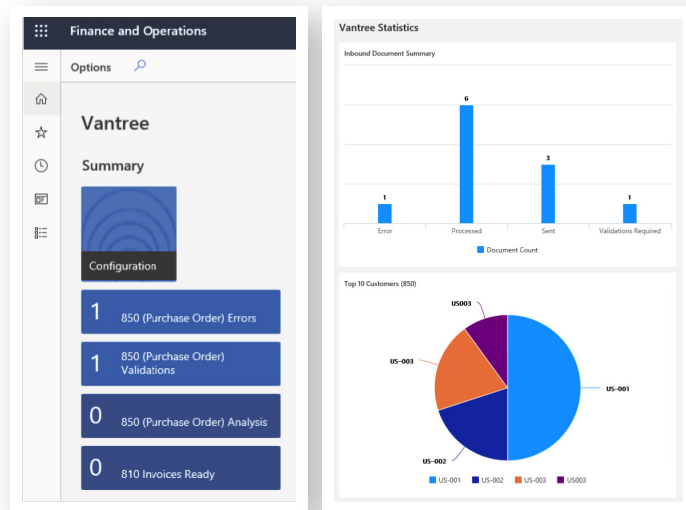 Finance and Operations
Options
Vantree
Summary
Configuration
1 850 (Purchase Order) Errors
1 850 (Purchase Order)
Validations
0 850 (Purchase Order) Analysis
0 810 Invoices Ready
Vantree Statistics
Inbound Document Summary
1
6
3
1
Error Processed Sent Validations Required
Document Count
Top 10 Customers (850)
US003
US-003
US-001
US-002
US-001 US-002 US-003 US003